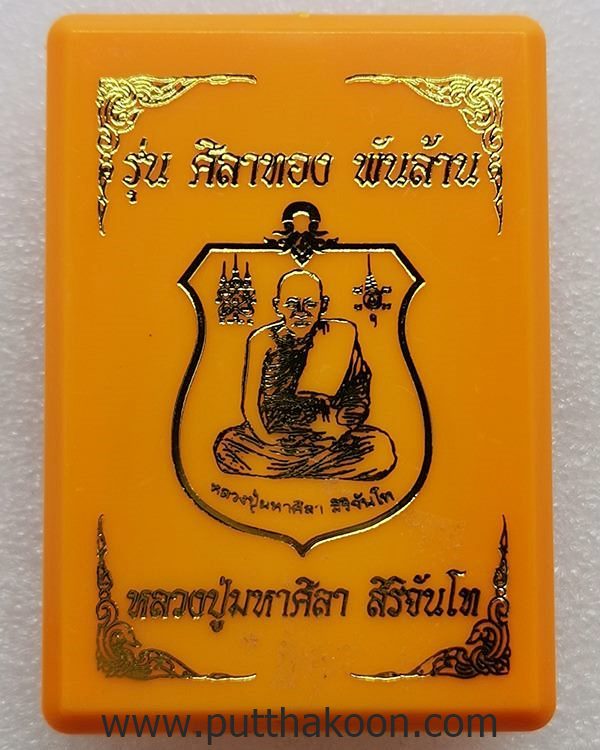 รุ่น ศิลาทอง พันล้าน
หลวงปู่มหาศิลา สิริจันโท
หลวงปู่มหาศิลา สิริจันโท
www.putthakoon.com